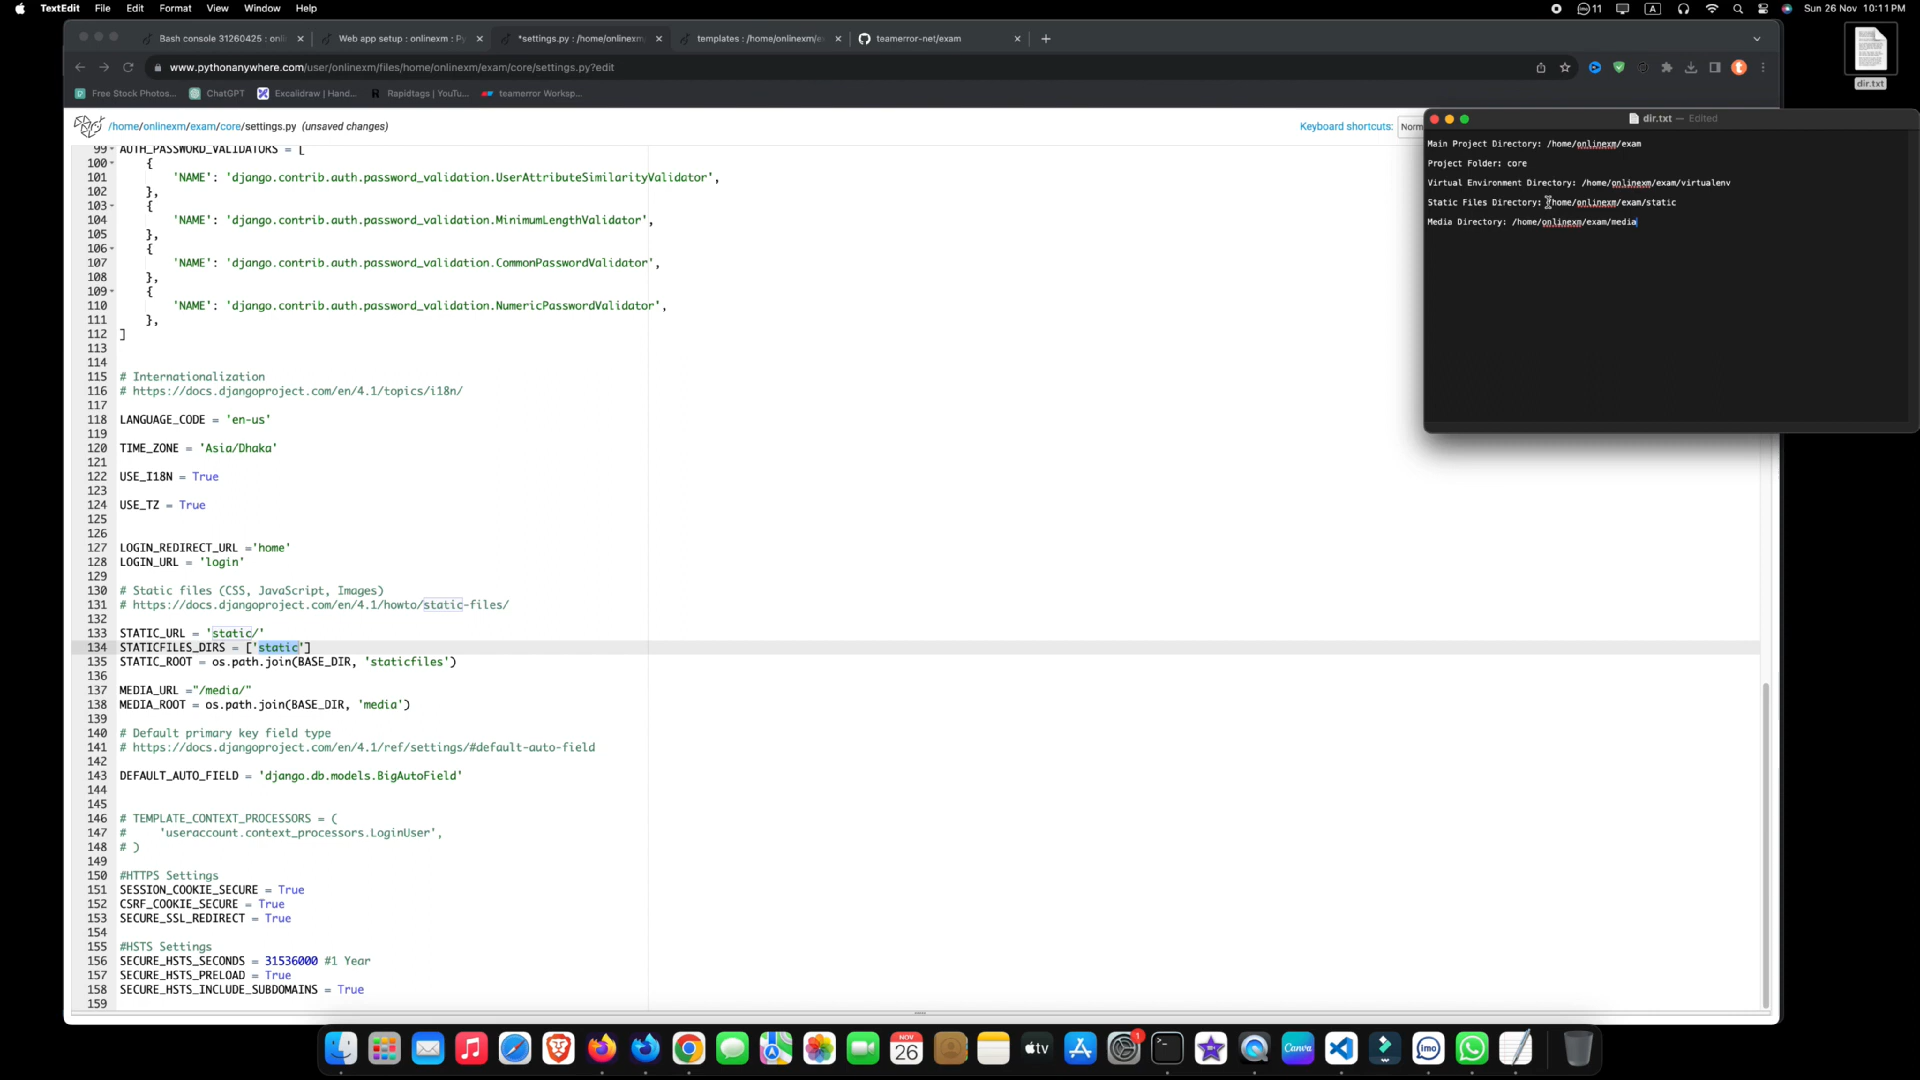 TextEdit File Edit Format View Window Help
11 A Sun 26 Nov 10:11 PM
Bash console 31260425 : onli
Web app setup : onlinexm : Py
*settings.py : /home/onlinexm
templates : /home/onlinexm/e
teamerror-net/exam
www.pythonanywhere.com/user/onlinexm/files/home/onlinexm/exam/core/settings.py?edit
Free Stock Photos... ChatGPT Excalidraw | Hand... Rapidtags | YouTu... teamerror Worksp...
dir.txt
/home/onlinexm/exam/core/settings.py (unsaved changes)
Keyboard shortcuts: Norm
dir.txt — Edited
Main Project Directory: /home/onlinexm/exam
Project Folder: core
Virtual Environment Directory: /home/onlinexm/exam/virtualenv
Static Files Directory: /home/onlinexm/exam/static
Media Directory: /home/onlinexm/exam/media
99 AUTH_PASSWORD_VALIDATORS = [
100 {
101 'NAME': 'django.contrib.auth.password_validation.UserAttributeSimilarityValidator',
102 },
103 {
104 'NAME': 'django.contrib.auth.password_validation.MinimumLengthValidator',
105 },
106 {
107 'NAME': 'django.contrib.auth.password_validation.CommonPasswordValidator',
108 },
109 {
110 'NAME': 'django.contrib.auth.password_validation.NumericPasswordValidator',
111 },
112 ]
113
114
115 # Internationalization
116 # https://docs.djangoproject.com/en/4.1/topics/i18n/
117
118 LANGUAGE_CODE = 'en-us'
119
120 TIME_ZONE = 'Asia/Dhaka'
121
122 USE_I18N = True
123
124 USE_TZ = True
125
126
127 LOGIN_REDIRECT_URL ='home'
128 LOGIN_URL = 'login'
129
130 # Static files (CSS, JavaScript, Images)
131 # https://docs.djangoproject.com/en/4.1/howto/static-files/
132
133 STATIC_URL = 'static/'
134 STATICFILES_DIRS = ['static']
135 STATIC_ROOT = os.path.join(BASE_DIR, 'staticfiles')
136
137 MEDIA_URL ="/media/"
138 MEDIA_ROOT = os.path.join(BASE_DIR, 'media')
139
140 # Default primary key field type
141 # https://docs.djangoproject.com/en/4.1/ref/settings/#default-auto-field
142
143 DEFAULT_AUTO_FIELD = 'django.db.models.BigAutoField'
144
145
146 # TEMPLATE_CONTEXT_PROCESSORS = (
147 # 'useraccount.context_processors.LoginUser',
148 # )
149
150 #HTTPS Settings
151 SESSION_COOKIE_SECURE = True
152 CSRF_COOKIE_SECURE = True
153 SECURE_SSL_REDIRECT = True
154
155 #HSTS Settings
156 SECURE_HSTS_SECONDS = 31536000 #1 Year
157 SECURE_HSTS_PRELOAD = True
158 SECURE_HSTS_INCLUDE_SUBDOMAINS = True
159
NOV
26
tv
1
Canva
imo